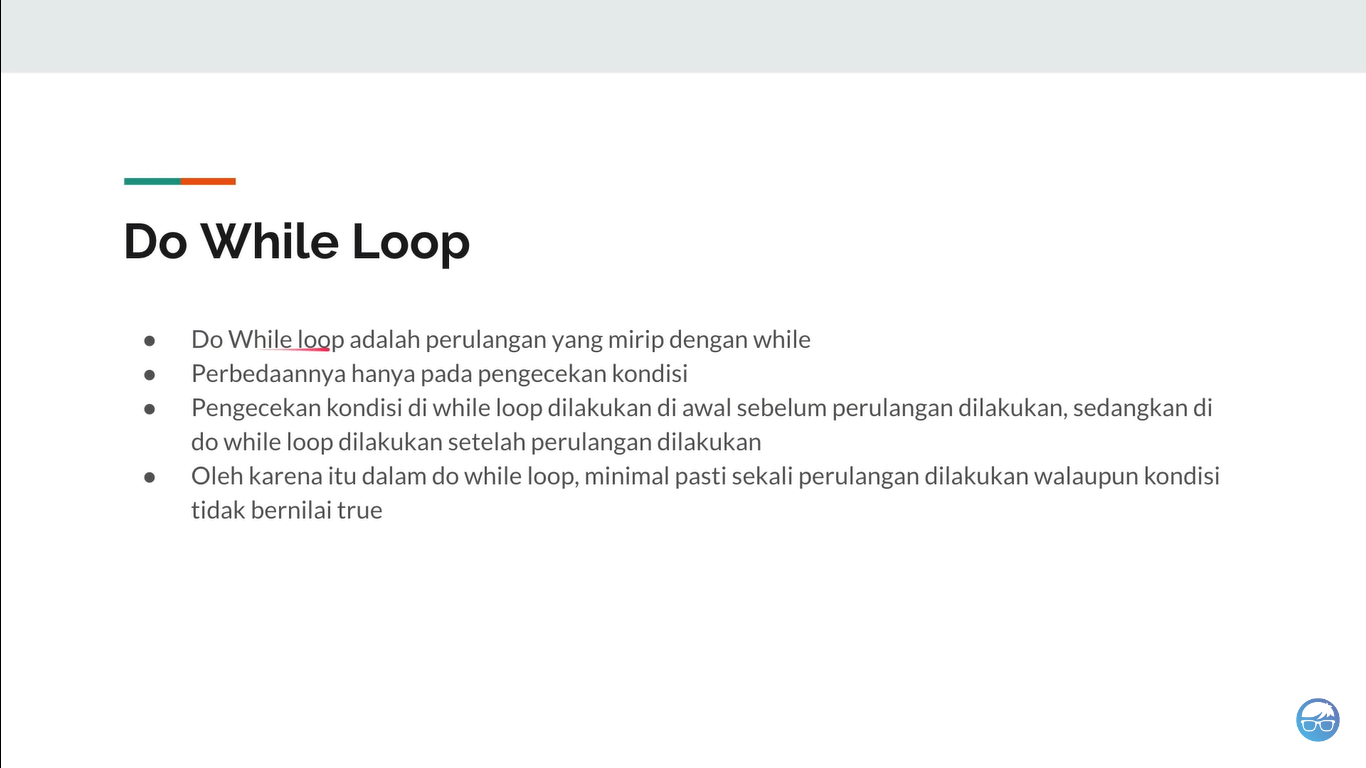 Do While Loop
● Do While loop adalah perulangan yang mirip dengan while
● Perbedaannya hanya pada pengecekan kondisi
● Pengecekan kondisi di while loop dilakukan di awal sebelum perulangan dilakukan, sedangkan di
do while loop dilakukan setelah perulangan dilakukan
● Oleh karena itu dalam do while loop, minimal pasti sekali perulangan dilakukan walaupun kondisi
tidak bernilai true